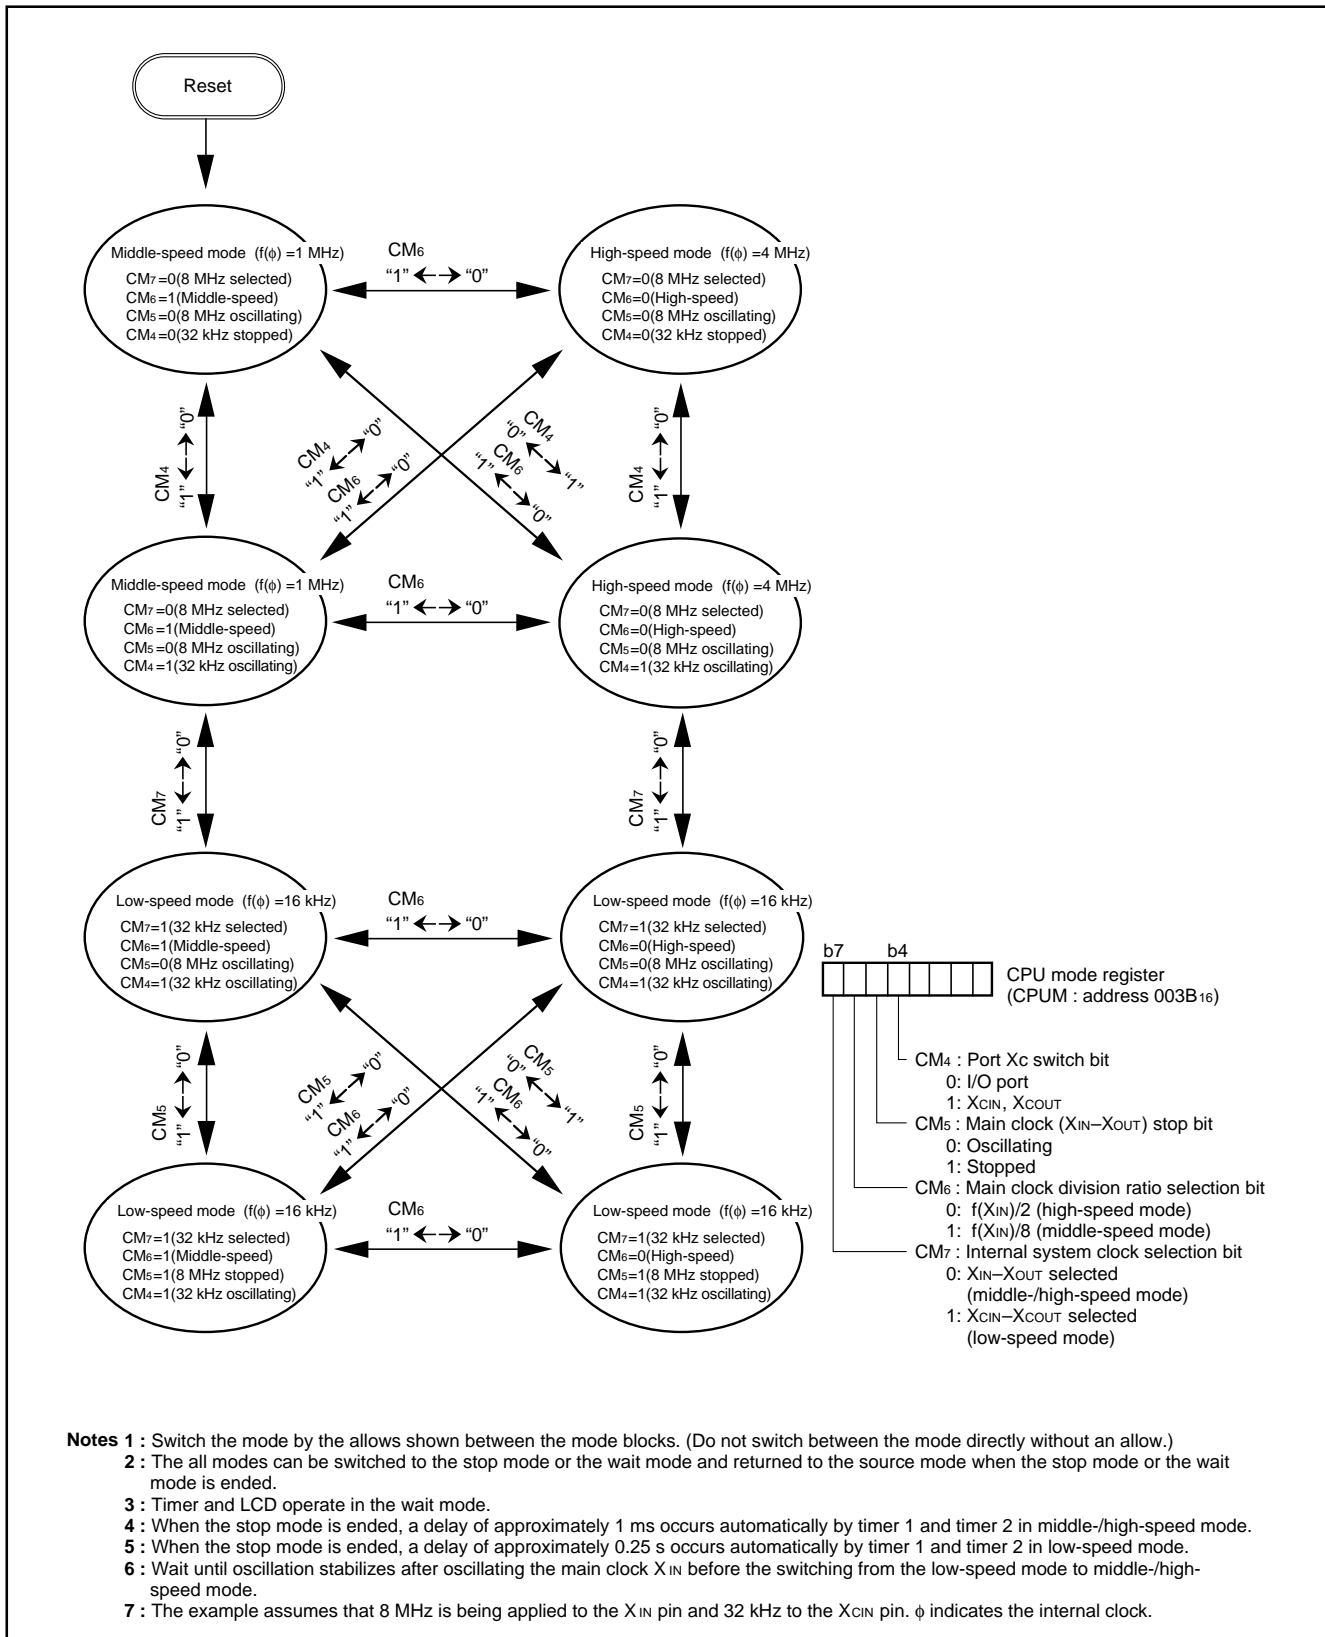 Reset
Middle-speed mode (f(ϕ) =1 MHz)
CM7=0(8 MHz selected)
CM6=1(Middle-speed)
CM5=0(8 MHz oscillating)
CM4=0(32 kHz stopped)
CM6
“1” “0”
High-speed mode (f(ϕ) =4 MHz)
CM7=0(8 MHz selected)
CM6=0(High-speed)
CM5=0(8 MHz oscillating)
CM4=0(32 kHz stopped)
CM4
“1” “0”
CM4
“1” “0”
CM6
“1” “0”
CM4
“0” “1”
CM6
“1” “0”
CM4
“1” “0”
Middle-speed mode (f(ϕ) =1 MHz)
CM7=0(8 MHz selected)
CM6=1(Middle-speed)
CM5=0(8 MHz oscillating)
CM4=1(32 kHz oscillating)
CM6
“1” “0”
High-speed mode (f(ϕ) =4 MHz)
CM7=0(8 MHz selected)
CM6=0(High-speed)
CM5=0(8 MHz oscillating)
CM4=1(32 kHz oscillating)
CM7
“1” “0”
CM7
“1” “0”
Low-speed mode (f(ϕ) =16 kHz)
CM7=1(32 kHz selected)
CM6=1(Middle-speed)
CM5=0(8 MHz oscillating)
CM4=1(32 kHz oscillating)
CM6
“1” “0”
Low-speed mode (f(ϕ) =16 kHz)
CM7=1(32 kHz selected)
CM6=0(High-speed)
CM5=0(8 MHz oscillating)
CM4=1(32 kHz oscillating)
CM5
“1” “0”
CM5
“1” “0”
CM6
“1” “0”
CM5
“0” “1”
CM6
“1” “0”
CM5
“1” “0”
Low-speed mode (f(ϕ) =16 kHz)
CM7=1(32 kHz selected)
CM6=1(Middle-speed)
CM5=1(8 MHz stopped)
CM4=1(32 kHz oscillating)
CM6
“1” “0”
Low-speed mode (f(ϕ) =16 kHz)
CM7=1(32 kHz selected)
CM6=0(High-speed)
CM5=1(8 MHz stopped)
CM4=1(32 kHz oscillating)
b7 b4
CPU mode register
(CPUM : address 003B16)
CM4 : Port Xc switch bit
0: I/O port
1: XCIN, XCOUT
CM5 : Main clock (XIN–XOUT) stop bit
0: Oscillating
1: Stopped
CM6 : Main clock division ratio selection bit
0: f(XIN)/2 (high-speed mode)
1: f(XIN)/8 (middle-speed mode)
CM7 : Internal system clock selection bit
0: XIN–XOUT selected
(middle-/high-speed mode)
1: XCIN–XCOUT selected
(low-speed mode)
Notes 1 : Switch the mode by the allows shown between the mode blocks. (Do not switch between the mode directly without an allow.)
2 : The all modes can be switched to the stop mode or the wait mode and returned to the source mode when the stop mode or the wait
mode is ended.
3 : Timer and LCD operate in the wait mode.
4 : When the stop mode is ended, a delay of approximately 1 ms occurs automatically by timer 1 and timer 2 in middle-/high-speed mode.
5 : When the stop mode is ended, a delay of approximately 0.25 s occurs automatically by timer 1 and timer 2 in low-speed mode.
6 : Wait until oscillation stabilizes after oscillating the main clock XIN before the switching from the low-speed mode to middle-/high-
speed mode.
7 : The example assumes that 8 MHz is being applied to the XIN pin and 32 kHz to the XCIN pin. ϕ indicates the internal clock.